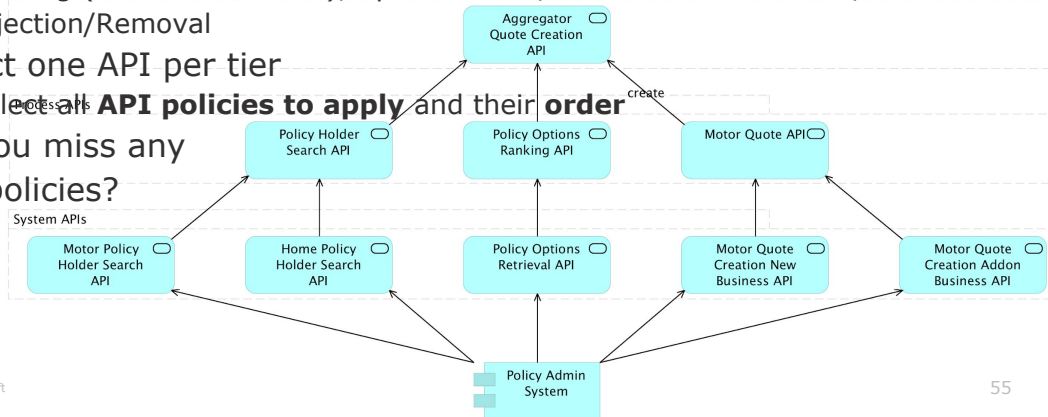 jection/Removal
Aggregator
Quote Creation
API
ct one API per tier
Process APIs
lect all API policies to apply and their order
create
Policy Holder
Search API
Policy Options
Ranking API
Motor Quote API
ou miss any
policies?
System APIs
Motor Policy
Holder Search
API
Home Policy
Holder Search
API
Policy Options
Retrieval API
Motor Quote
Creation New
Business API
Motor Quote
Creation Addon
Business API
Policy Admin
System
ft
55